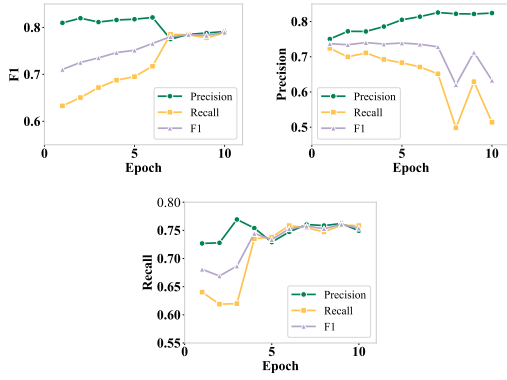 F1
0.8
0.7
0.6
0
5
10
Epoch
Precision
Recall
F1
Precision
0.8
0.7
0.6
0.5
0
5
10
Epoch
Precision
Recall
F1
Recall
0.80
0.75
0.70
0.65
0.60
0.55
0
5
10
Epoch
Precision
Recall
F1